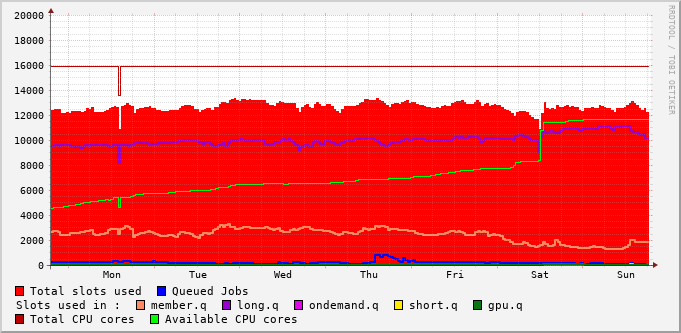 20000
18000
16000
14000
12000
10000
8000
6000
4000
2000
0
Mon Tue Wed Thu Fri Sat Sun
Total slots used Queued Jobs
Slots used in : member.q long.q ondemand.q short.q gpu.q
Total CPU cores Available CPU cores
RRDTOOL / TOBI OETIKER